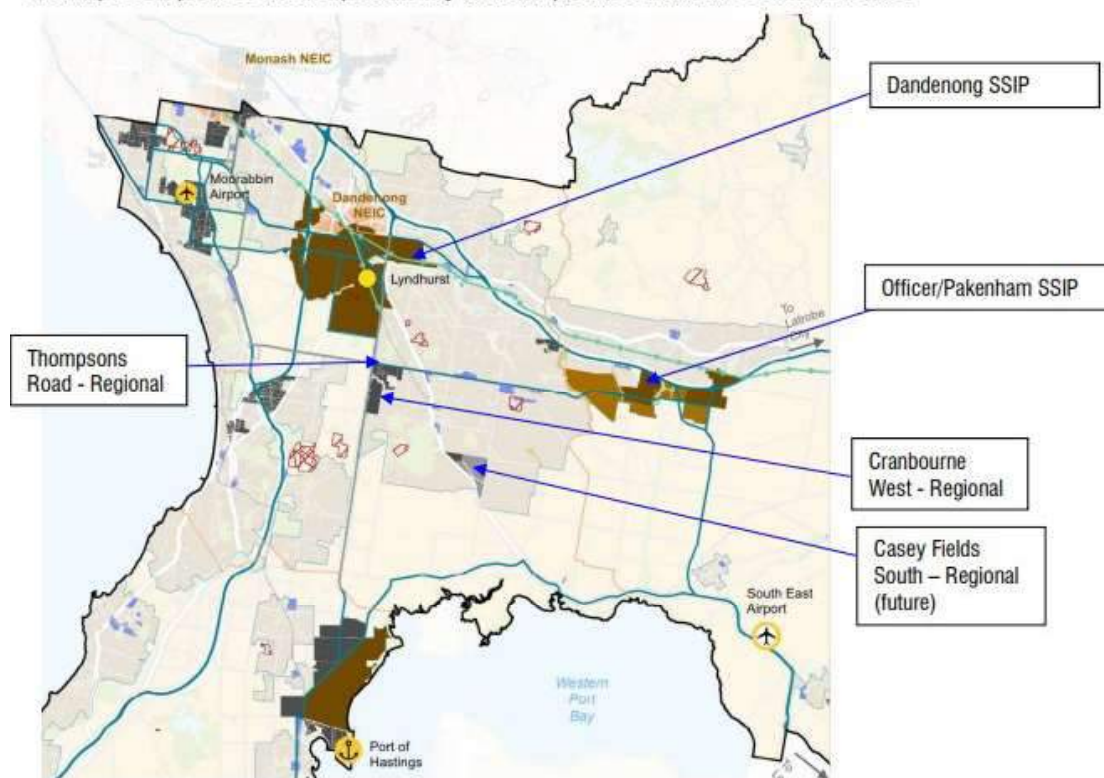 Monash NEIC
Dandenong SSIP
Moorabbin
Airport
Dandenong
NEIC
Lyndhurst
Officer/Pakenham SSIP
To
Latrobe
City
Thompsons
Road - Regional
Cranbourne
West - Regional
Casey Fields
South – Regional
(future)
South East
Airport
Western
Port
Bay
Port of
Hastings